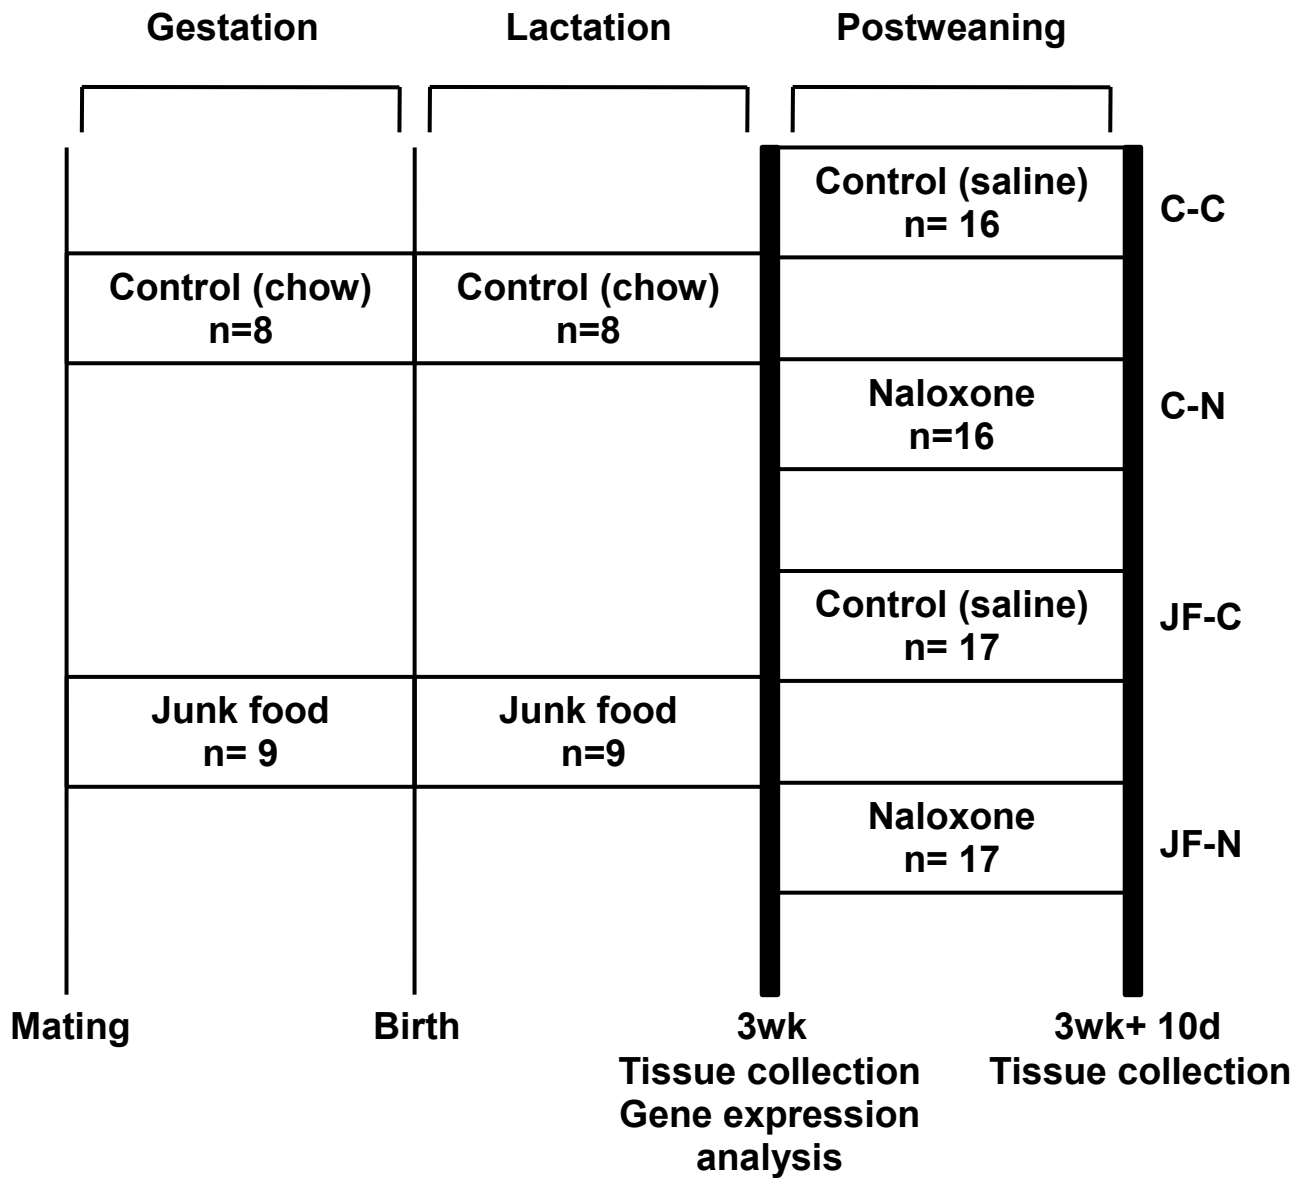 Gestation
Lactation
Postweaning
Control (saline)
n= 16
C-C
Control (chow)
n=8
Control (chow)
n=8
Naloxone
n=16
C-N
Control (saline)
n= 17
JF-C
Junk food
n= 9
Junk food
n=9
Naloxone
n= 17
JF-N
Mating
Birth
3wk
Tissue collection
Gene expression
analysis
3wk+ 10d
Tissue collection